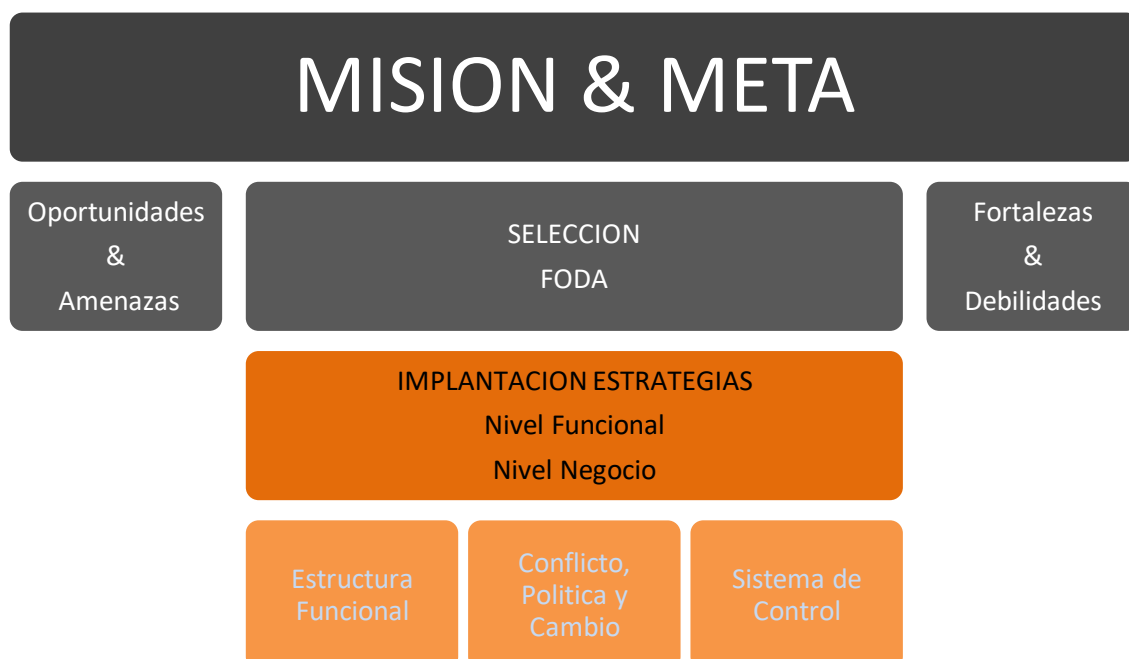 MISION & META
Oportunidades
&
Amenazas
SELECCION
FODA
Fortalezas
&
Debilidades
IMPLANTACION ESTRATEGIAS
Nivel Funcional
Nivel Negocio
Estructura
Funcional
Conflicto,
Politica y
Cambio
Sistema de
Control